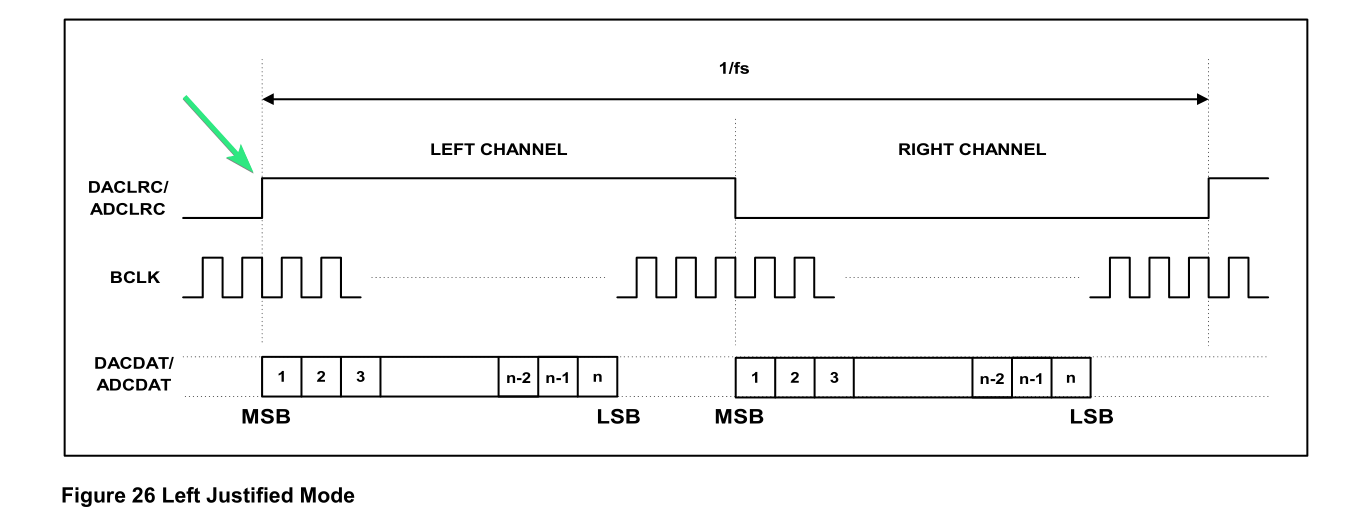 1/fs
LEFT CHANNEL
RIGHT CHANNEL
DACLRC/
ADCLRC
BCLK
DACDAT/
ADCDAT
1 2 3 n-2 n-1 n 1 2 3 n-2 n-1 n
MSB LSB MSB LSB
Figure 26 Left Justified Mode